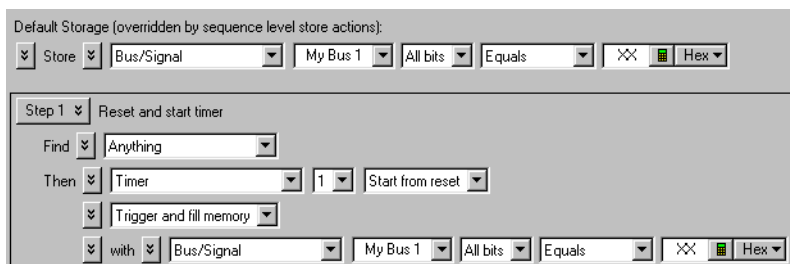 Default Storage (overridden by sequence level store actions):
Store Bus/Signal My Bus 1 All bits Equals XX Hex
Step 1 Reset and start timer
Find Anything
Then Timer 1 Start from reset
Trigger and fill memory
with Bus/Signal My Bus 1 All bits Equals XX Hex